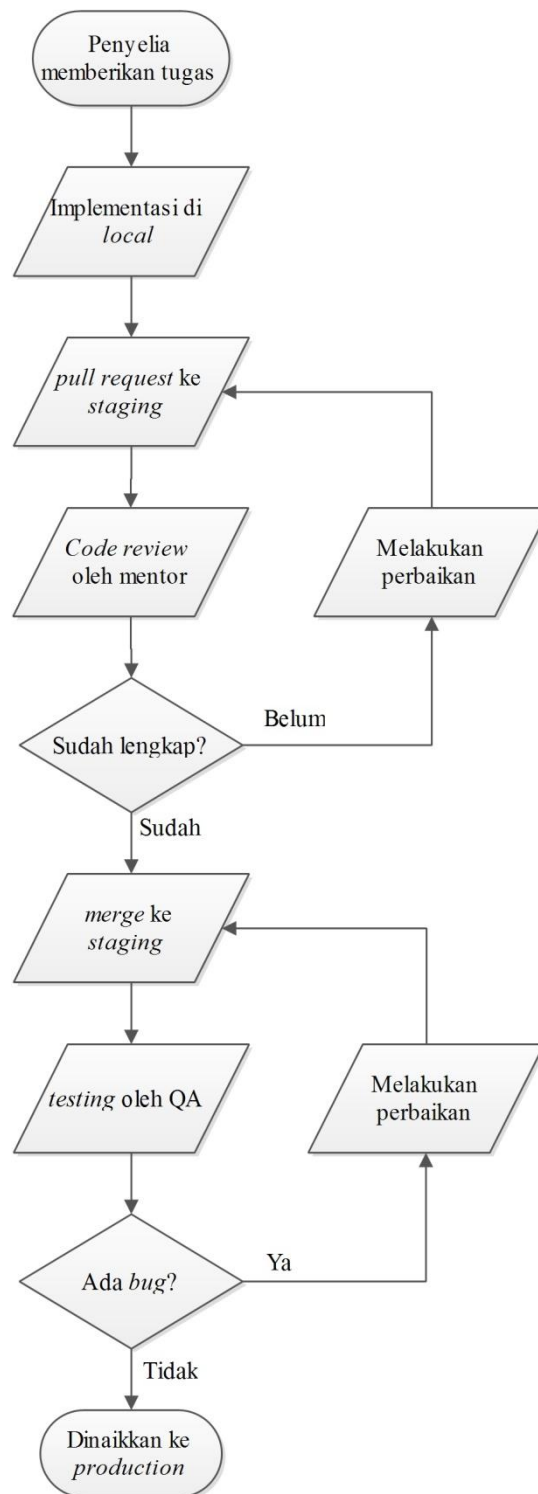 Penyelia
memberikan tugas
Implementasi di
local
pull request ke
staging
Code review
oleh mentor
Melakukan
perbaikan
Sudah lengkap?
Belum
Sudah
merge ke
staging
testing oleh QA
Melakukan
perbaikan
Ada bug?
Ya
Tidak
Dinaikkan ke
production